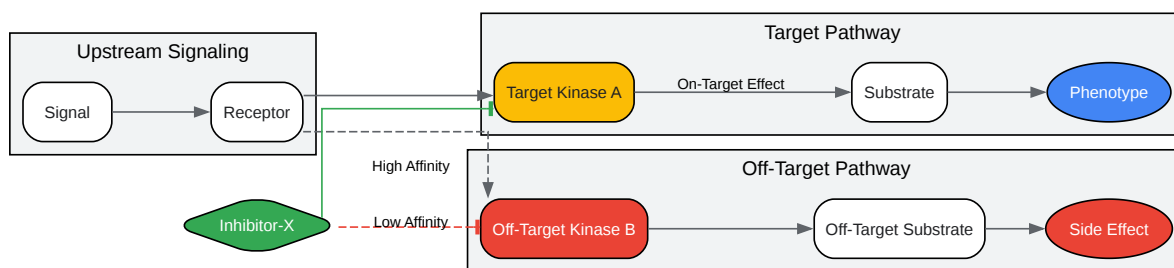 Upstream Signaling
Signal
Receptor
Target Pathway
Target Kinase A
On-Target Effect
Substrate
Phenotype
High Affinity
Inhibitor-X
Low Affinity
Off-Target Pathway
Off-Target Kinase B
Off-Target Substrate
Side Effect